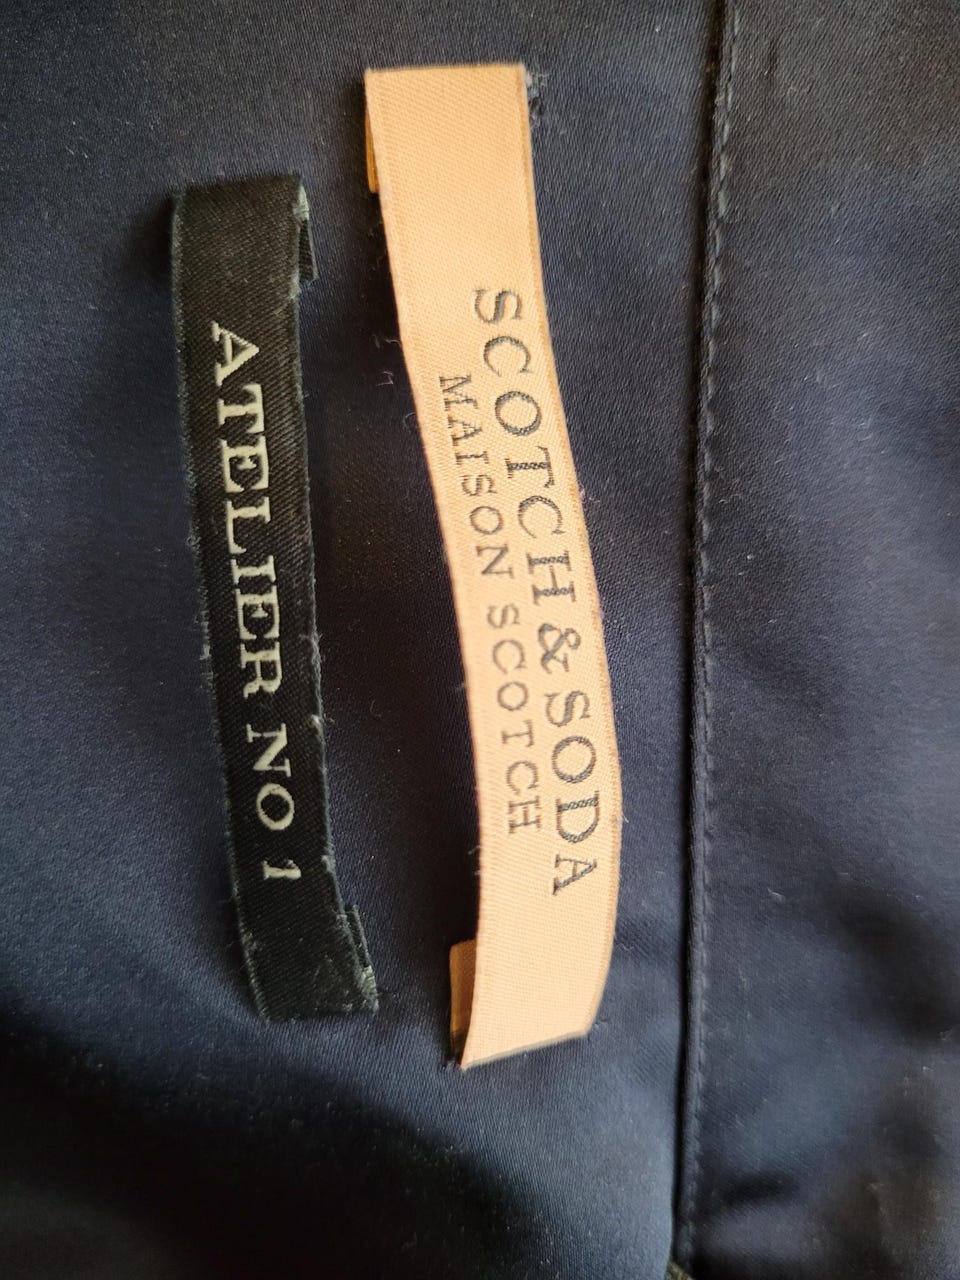 SCOTCH & SODA
MAISON SCOTCH
ATELIER NO 1